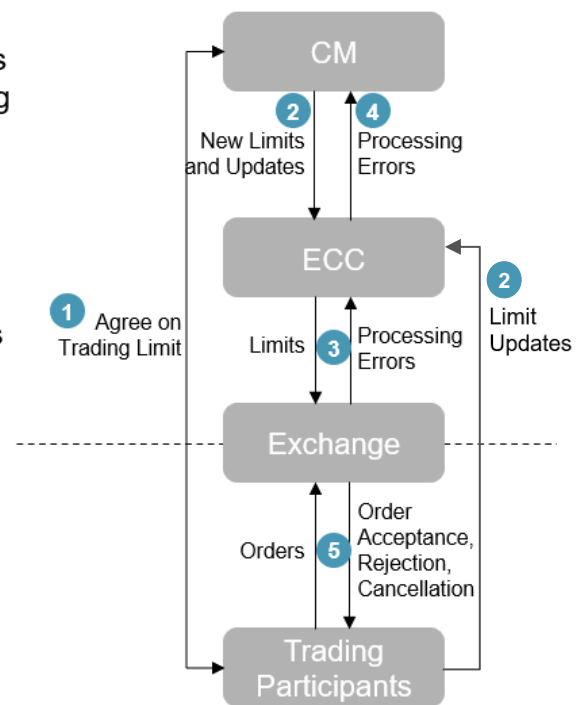 s
g
s
CM
2
4
New Limits
and Updates
Processing
Errors
ECC
1
Agree on
Trading Limit
2
Limit
Updates
Limits
3
Processing
Errors
Exchange
Orders
5
Order
Acceptance,
Rejection,
Cancellation
Trading
Participants